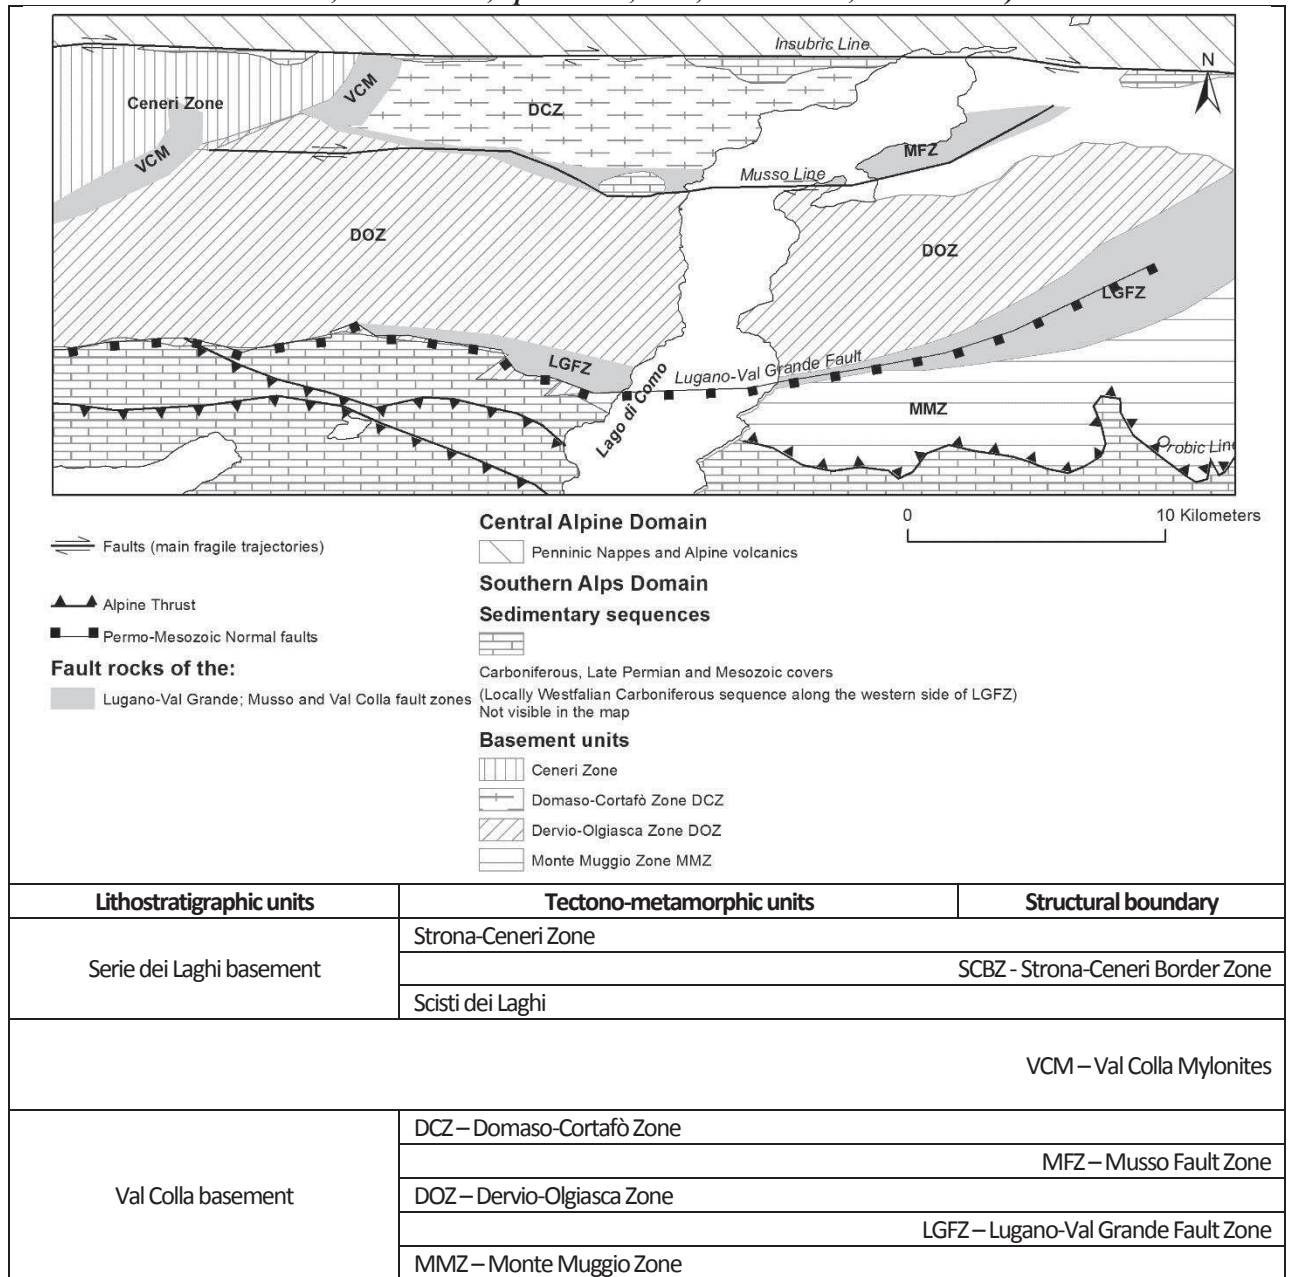 Insubric Line
N
Ceneri Zone
VCM
DCZ
VCM
MFZ
Musso Line
DOZ
DOZ
LGFZ
LGFZ
Lugano-Val Grande Fault
Lago di Como
MMZ
Orobic Line
0 10 Kilometers
Faults (main fragile trajectories)
Alpine Thrust
Permo-Mesozoic Normal faults
Fault rocks of the:
Lugano-Val Grande; Musso and Val Colla fault zones
Central Alpine Domain
Penninic Nappes and Alpine volcanics
Southern Alps Domain
Sedimentary sequences
Carboniferous, Late Permian and Mesozoic covers
(Locally Westfalian Carboniferous sequence along the western side of LGFZ)
Not visible in the map
Basement units
Ceneri Zone
Domaso-Cortafò Zone DCZ
Dervio-Olgiasca Zone DOZ
Monte Muggio Zone MMZ
Lithostratigraphic units Tectono-metamorphic units Structural boundary
Serie dei Laghi basement
Strona-Ceneri Zone
SCBZ - Strona-Ceneri Border Zone
Scisti dei Laghi
VCM – Val Colla Mylonites
Val Colla basement
DCZ – Domaso-Cortafò Zone
MFZ – Musso Fault Zone
DOZ – Dervio-Olgiasca Zone
LGFZ – Lugano-Val Grande Fault Zone
MMZ – Monte Muggio Zone